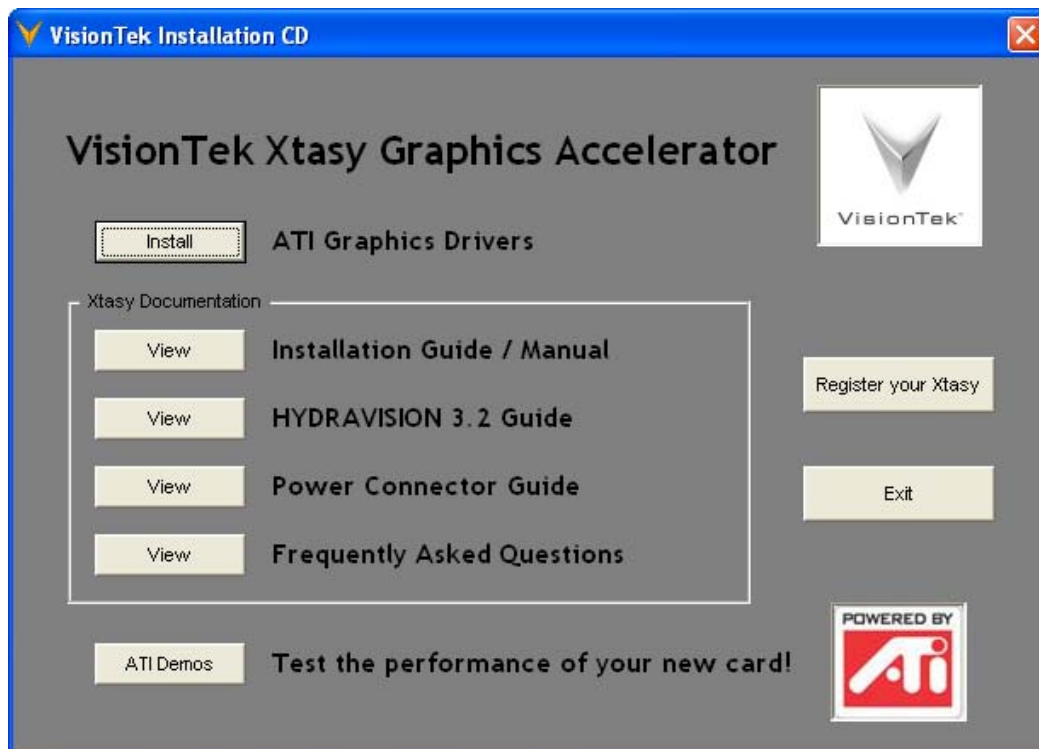 VisionTek Installation CD
VisionTek Xtasy Graphics Accelerator
VisionTek
Install ATI Graphics Drivers
Xtasy Documentation
View Installation Guide / Manual
View HYDRAVISION 3.2 Guide
View Power Connector Guide
View Frequently Asked Questions
Register your Xtasy
Exit
ATI Demos Test the performance of your new card!
POWERED BY
ATi